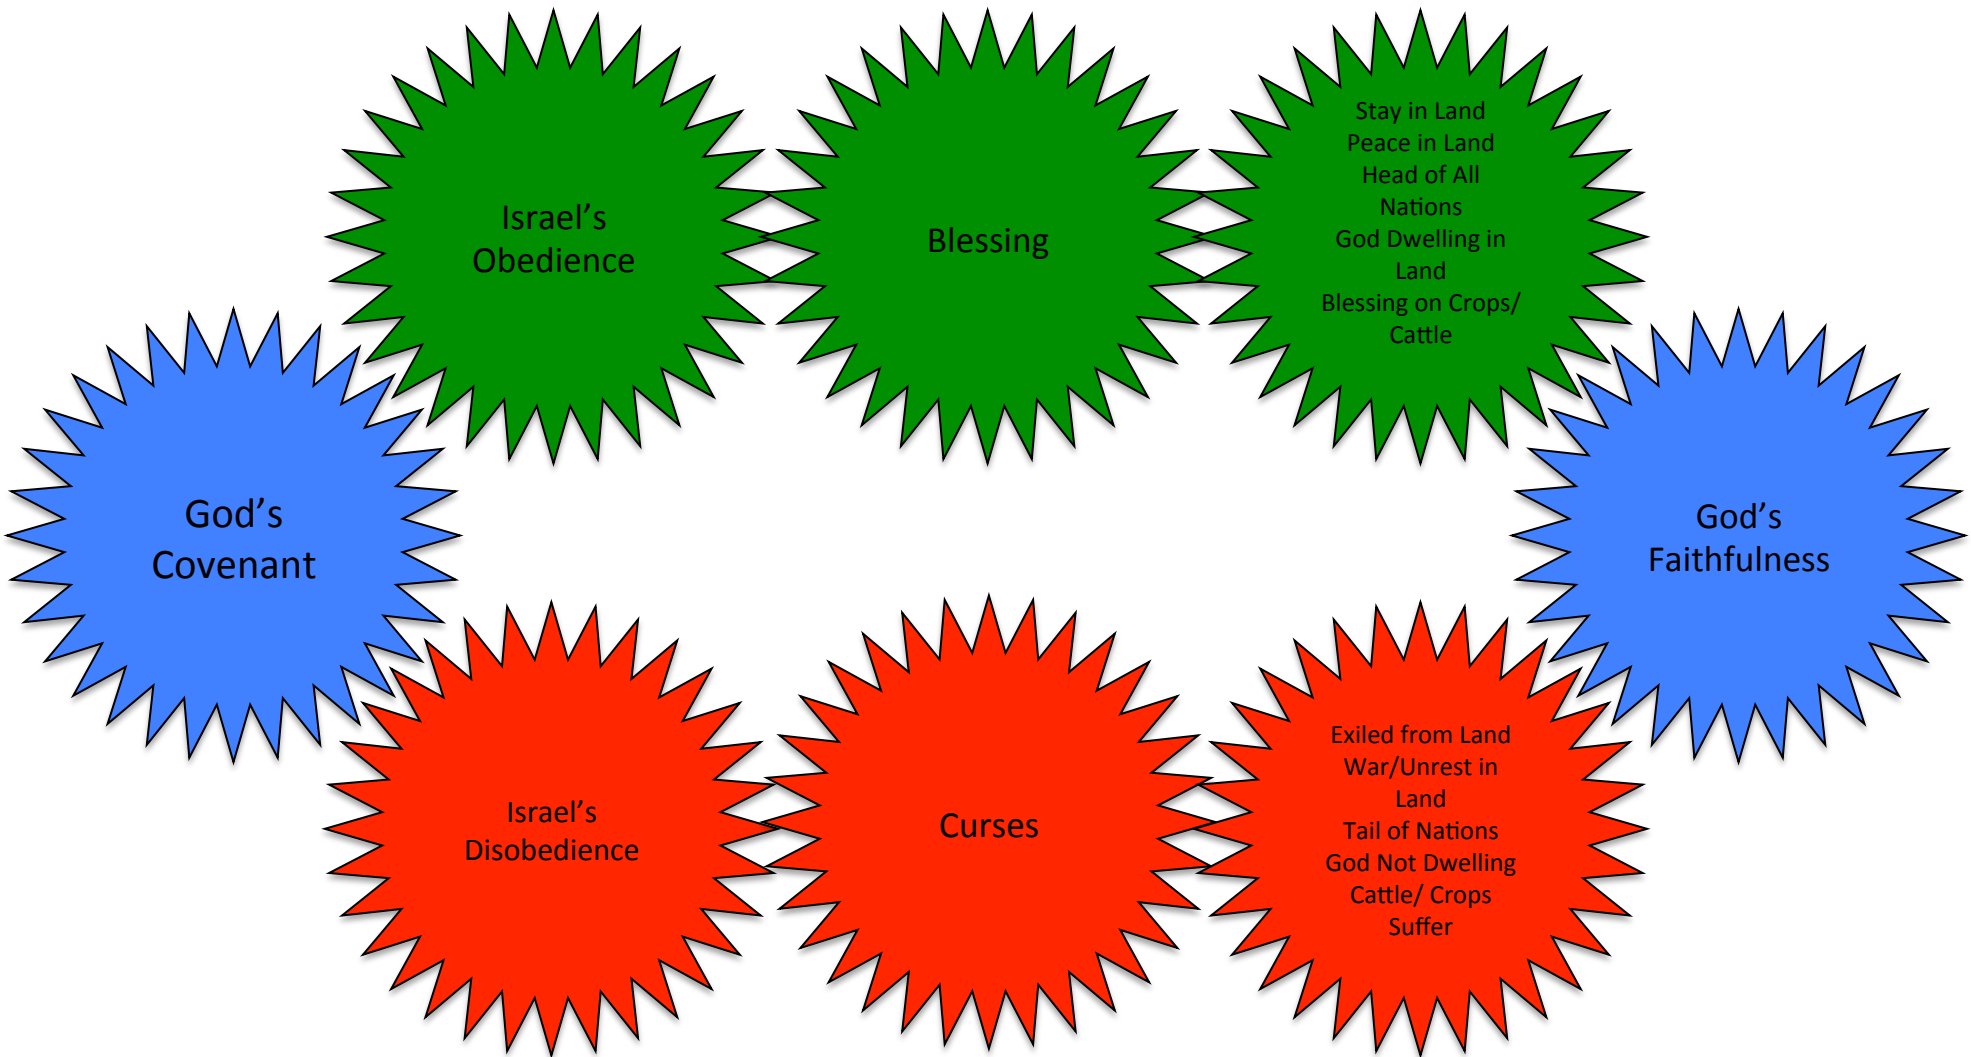 Israel's
Obedience
Blessing
Stay in Land
Peace in Land
Head of All
Nations
God Dwelling in
Land
Blessing on Crops/
Cattle
God's
Covenant
God's
Faithfulness
Israel's
Disobedience
Curses
Exiled from Land
War/Unrest in
Land
Tail of Nations
God Not Dwelling
Cattle/ Crops
Suffer